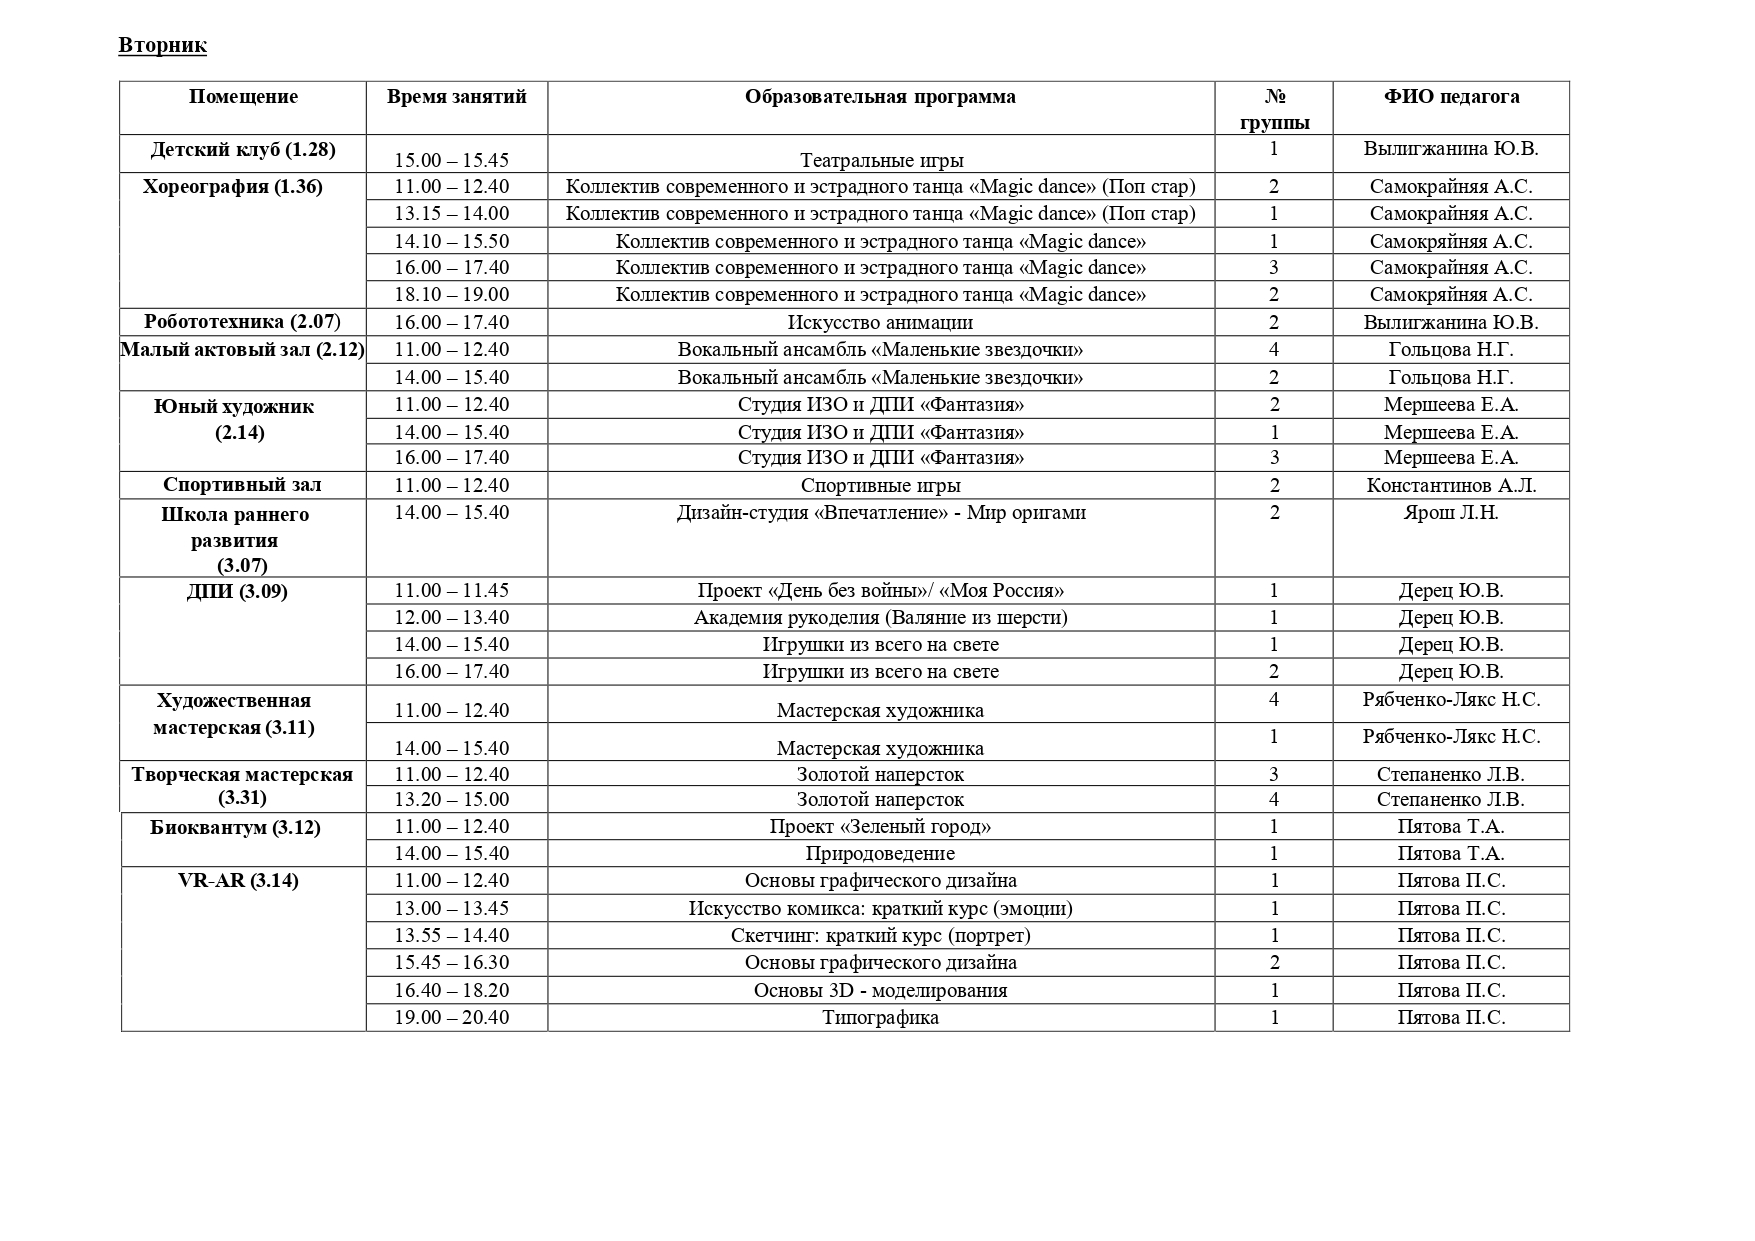 Вторник
Помещение Время занятий Образовательная программа № группы ФИО педагога
Детский клуб (1.28) 15.00 – 15.45 Театральные игры 1 Вылигжанина Ю.В.
Хореография (1.36) 11.00 – 12.40 Коллектив современного и эстрадного танца «Magic dance» (Поп стар) 2 Самокрайняя А.С.
13.15 – 14.00 Коллектив современного и эстрадного танца «Magic dance» (Поп стар) 1 Самокрайняя А.С.
14.10 – 15.50 Коллектив современного и эстрадного танца «Magic dance» 1 Самокряйняя А.С.
16.00 – 17.40 Коллектив современного и эстрадного танца «Magic dance» 3 Самокрайняя А.С.
18.10 – 19.00 Коллектив современного и эстрадного танца «Magic dance» 2 Самокряйняя А.С.
Робототехника (2.07) 16.00 – 17.40 Искусство анимации 2 Вылигжанина Ю.В.
Малый актовый зал (2.12) 11.00 – 12.40 Вокальный ансамбль «Маленькие звездочки» 4 Гольцова Н.Г.
14.00 – 15.40 Вокальный ансамбль «Маленькие звездочки» 2 Гольцова Н.Г.
Юный художник 11.00 – 12.40 Студия ИЗО и ДПИ «Фантазия» 2 Мершеева Е.А.
(2.14) 14.00 – 15.40 Студия ИЗО и ДПИ «Фантазия» 1 Мершеева Е.А.
16.00 – 17.40 Студия ИЗО и ДПИ «Фантазия» 3 Мершеева Е.А.
Спортивный зал 11.00 – 12.40 Спортивные игры 2 Константинов А.Л.
Школа раннего 14.00 – 15.40 Дизайн-студия «Впечатление» - Мир оригами 2 Ярош Л.Н.
развития
(3.07)
ДПИ (3.09) 11.00 – 11.45 Проект «День без войны»/ «Моя Россия» 1 Дерец Ю.В.
12.00 – 13.40 Академия рукоделия (Валяние из шерсти) 1 Дерец Ю.В.
14.00 – 15.40 Игрушки из всего на свете 1 Дерец Ю.В.
16.00 – 17.40 Игрушки из всего на свете 2 Дерец Ю.В.
Художественная 11.00 – 12.40 Мастерская художника 4 Рябченко-Лякс Н.С.
мастерская (3.11) 14.00 – 15.40 Мастерская художника 1 Рябченко-Лякс Н.С.
Творческая мастерская 11.00 – 12.40 Золотой наперсток 3 Степаненко Л.В.
(3.31) 13.20 – 15.00 Золотой наперсток 4 Степаненко Л.В.
Биоквантум (3.12) 11.00 – 12.40 Проект «Зеленый город» 1 Пятова Т.А.
14.00 – 15.40 Природоведение 1 Пятова Т.А.
VR-AR (3.14) 11.00 – 12.40 Основы графического дизайна 1 Пятова П.С.
13.00 – 13.45 Искусство комикса: краткий курс (эмоции) 1 Пятова П.С.
13.55 – 14.40 Скетчинг: краткий курс (портрет) 1 Пятова П.С.
15.45 – 16.30 Основы графического дизайна 2 Пятова П.С.
16.40 – 18.20 Основы 3D - моделирования 1 Пятова П.С.
19.00 – 20.40 Типографика 1 Пятова П.С.